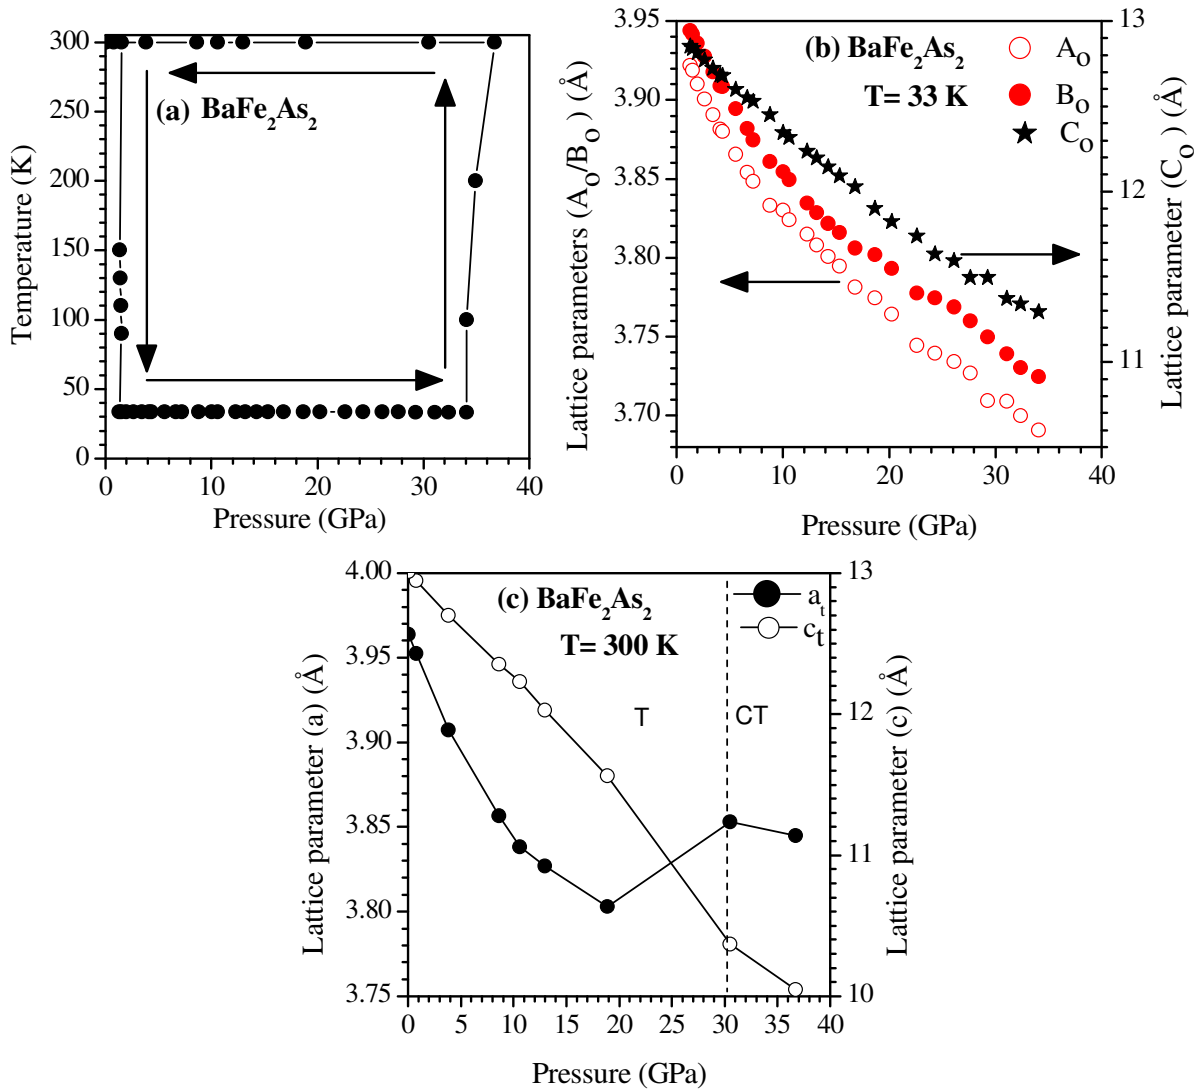 300
250
200
150
100
50
0
0 10 20 30 40
Temperature (K)
Pressure (GPa)
(a) BaFe2As2
3.95
3.90
3.85
3.80
3.75
3.70
13
12
11
0 10 20 30 40
Lattice parameters (AO/BO) (Å)
Lattice parameter (CO) (Å)
Pressure (GPa)
(b) BaFe2As2
T= 33 K
AO
BO
CO
4.00
3.95
3.90
3.85
3.80
3.75
13
12
11
10
0 5 10 15 20 25 30 35 40
Lattice parameter (a) (Å)
Lattice parameter (c) (Å)
Pressure (GPa)
(c) BaFe2As2
T= 300 K
at
ct
T CT